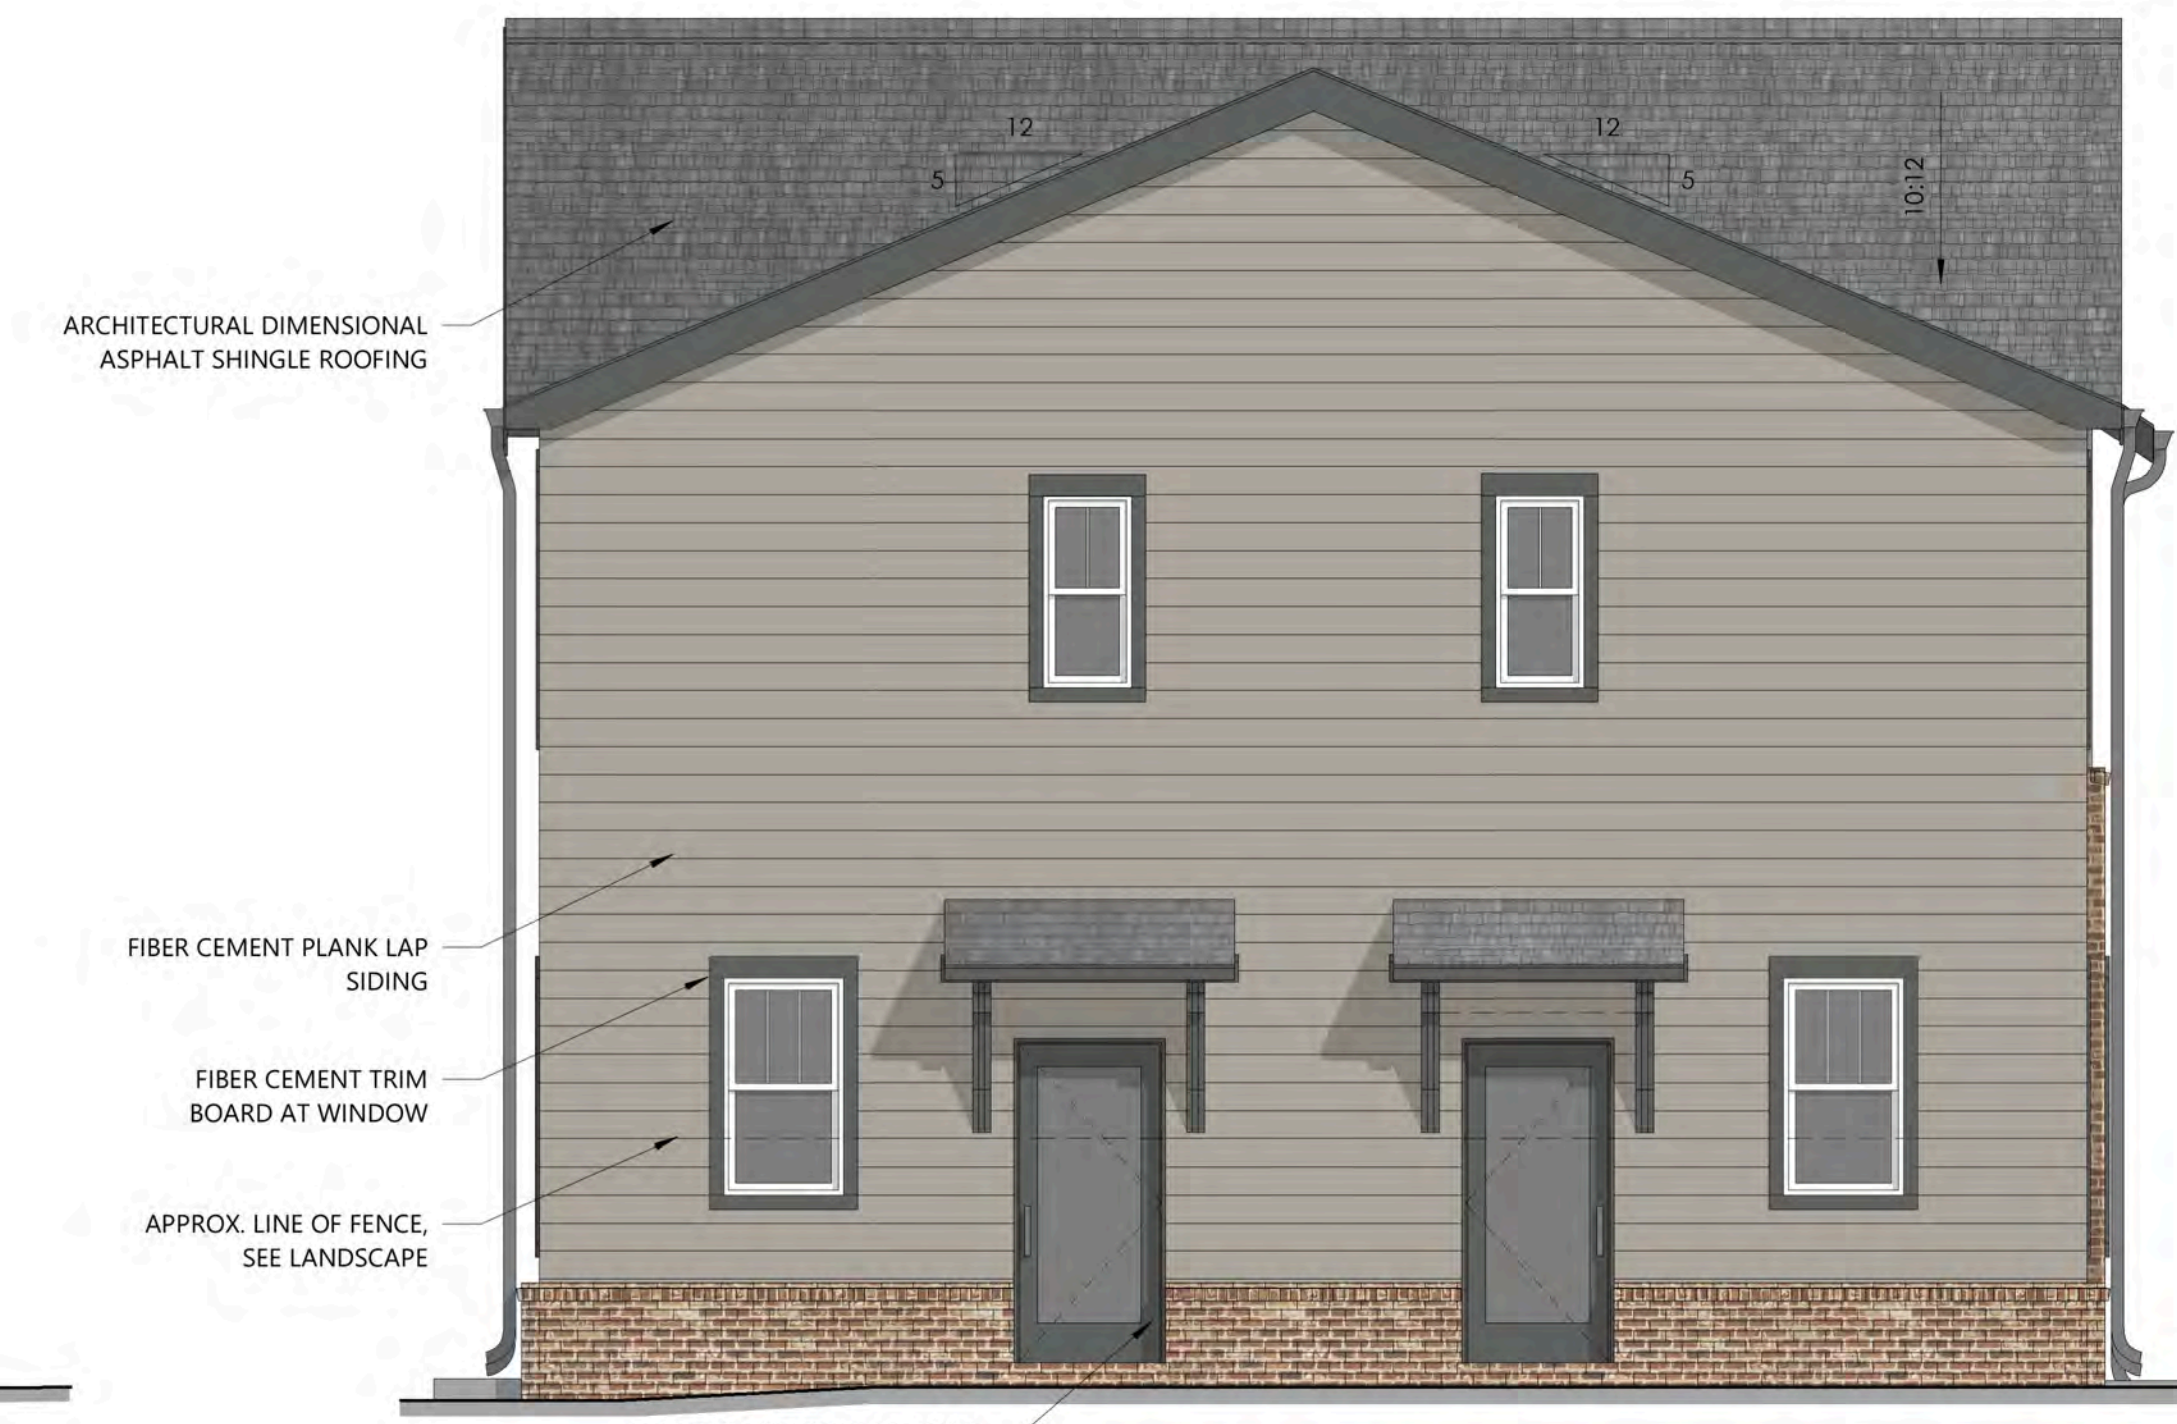 12
12
5
5
10:12
ARCHITECTURAL DIMENSIONAL
ASPHALT SHINGLE ROOFING
FIBER CEMENT PLANK LAP
SIDING
FIBER CEMENT TRIM
BOARD AT WINDOW
APPROX. LINE OF FENCE,
SEE LANDSCAPE